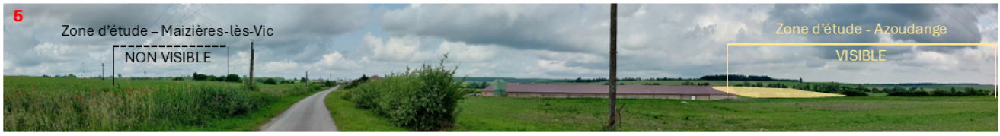 5
Zone d'étude – Maizières-lès-Vic
NON VISIBLE
Zone d'étude - Azoudange
VISIBLE